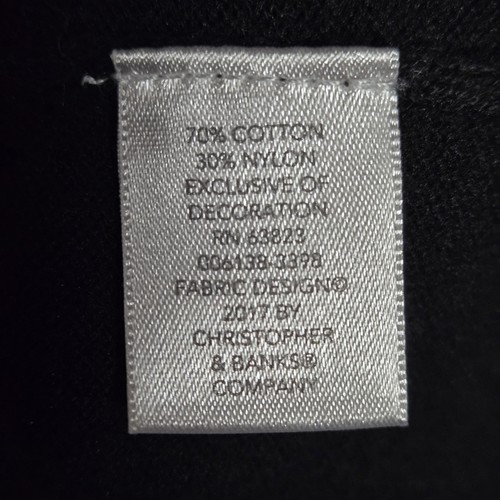 70% COTTON
30% NYLON
EXCLUSIVE OF
DECORATION
RN 63823
006138-3398
FABRIC DESIGN©
2017 BY
CHRISTOPHER
& BANKS®
COMPANY